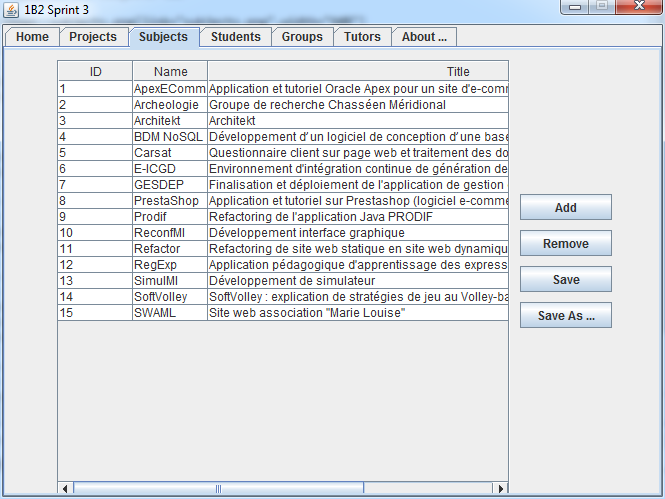 1B2 Sprint 3
Home Projects Subjects Students Groups Tutors About ...
ID Name Title
1 ApexEComm Application et tutoriel Oracle Apex pour un site d'e-comm
2 Archeologie Groupe de recherche Chasséen Méridional
3 Architekt Architekt
4 BDM NoSQL Développement d'un logiciel de conception d'une base
5 Carsat Questionnaire client sur page web et traitement des do
6 E-ICGD Environnement d'intégration continue de génération de
7 GESDEP Finalisation et déploiement de l'application de gestion
8 PrestaShop Application et tutoriel sur Prestashop (logiciel e-comme
9 Prodif Refactoring de l'application Java PRODIF
10 ReconfMI Développement interface graphique
11 Refactor Refactoring de site web statique en site web dynamiqu
12 RegExp Application pédagogique d'apprentissage des express
13 SimulMI Développement de simulateur
14 SoftVolley SoftVolley : explication de stratégies de jeu au Volley-ba
15 SWAML Site web association "Marie Louise"
Add
Remove
Save
Save As ...